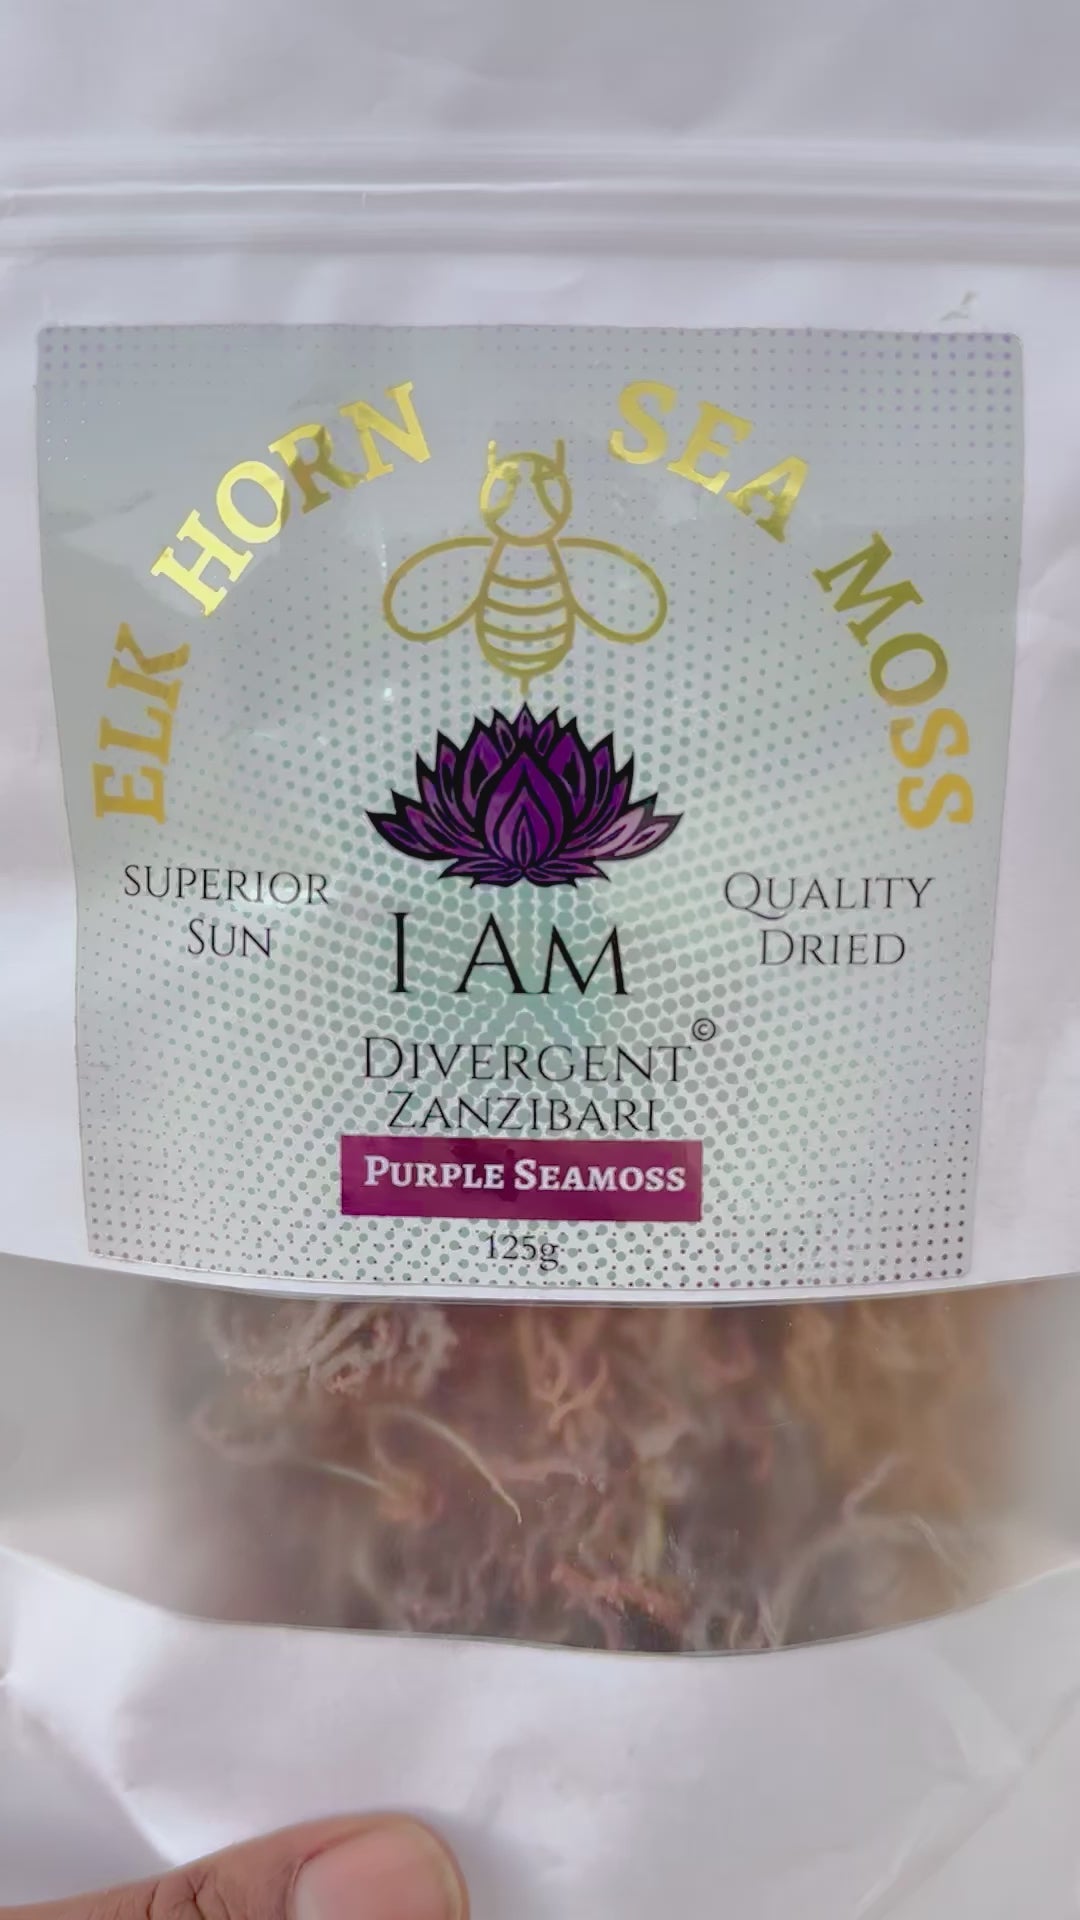 ELK HORN SEA MOSS
SUPERIOR
SUN
QUALITY
DRIED
I AM
DIVERGENT©
ZANZIBARI
PURPLE SEAMOSS
125g